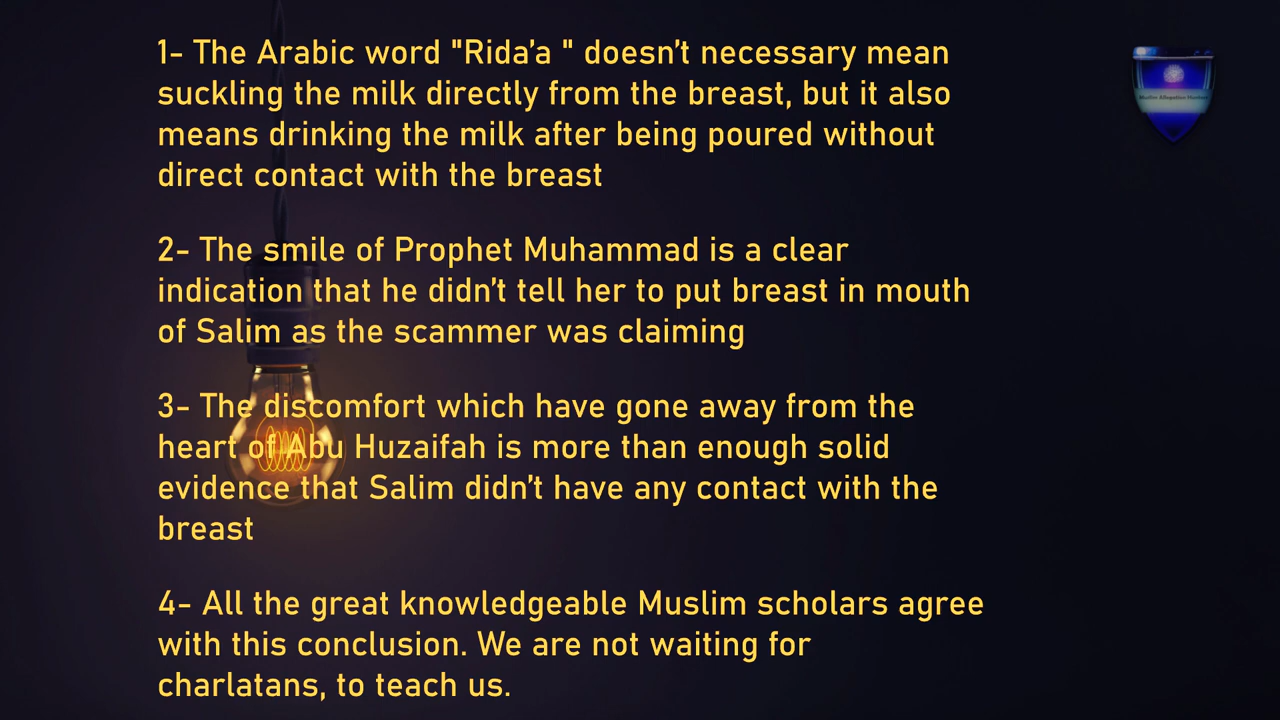 1- The Arabic word "Rida’a " doesn’t necessary mean
suckling the milk directly from the breast, but it also
means drinking the milk after being poured without
direct contact with the breast
2- The smile of Prophet Muhammad is a clear
indication that he didn’t tell her to put breast in mouth
of Salim as the scammer was claiming
3- The discomfort which have gone away from the
heart of Abu Huzaifah is more than enough solid
evidence that Salim didn’t have any contact with the
breast
4- All the great knowledgeable Muslim scholars agree
with this conclusion. We are not waiting for
charlatans, to teach us.